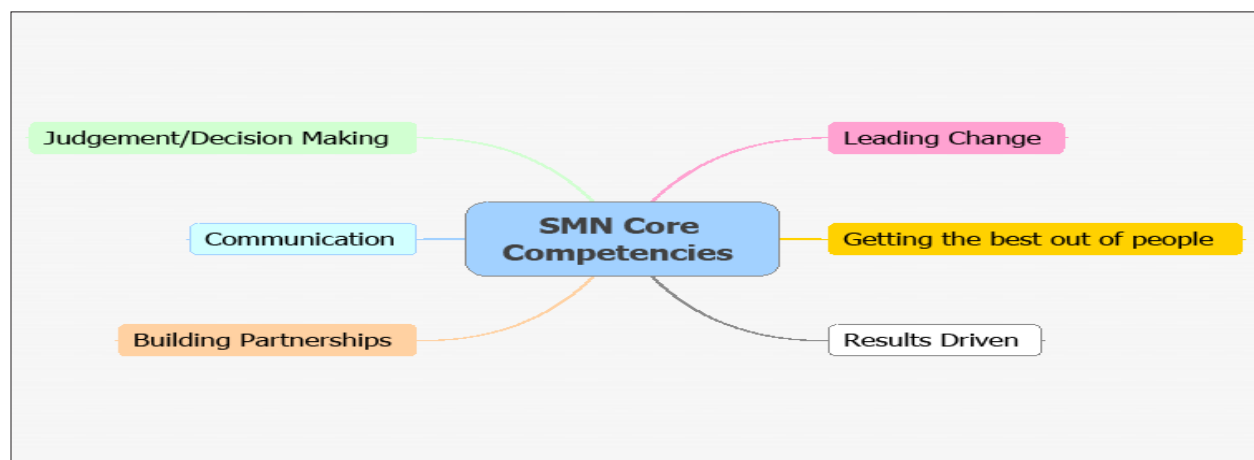 Judgement/Decision Making
Leading Change
SMN Core
Competencies
Communication
Getting the best out of people
Building Partnerships
Results Driven